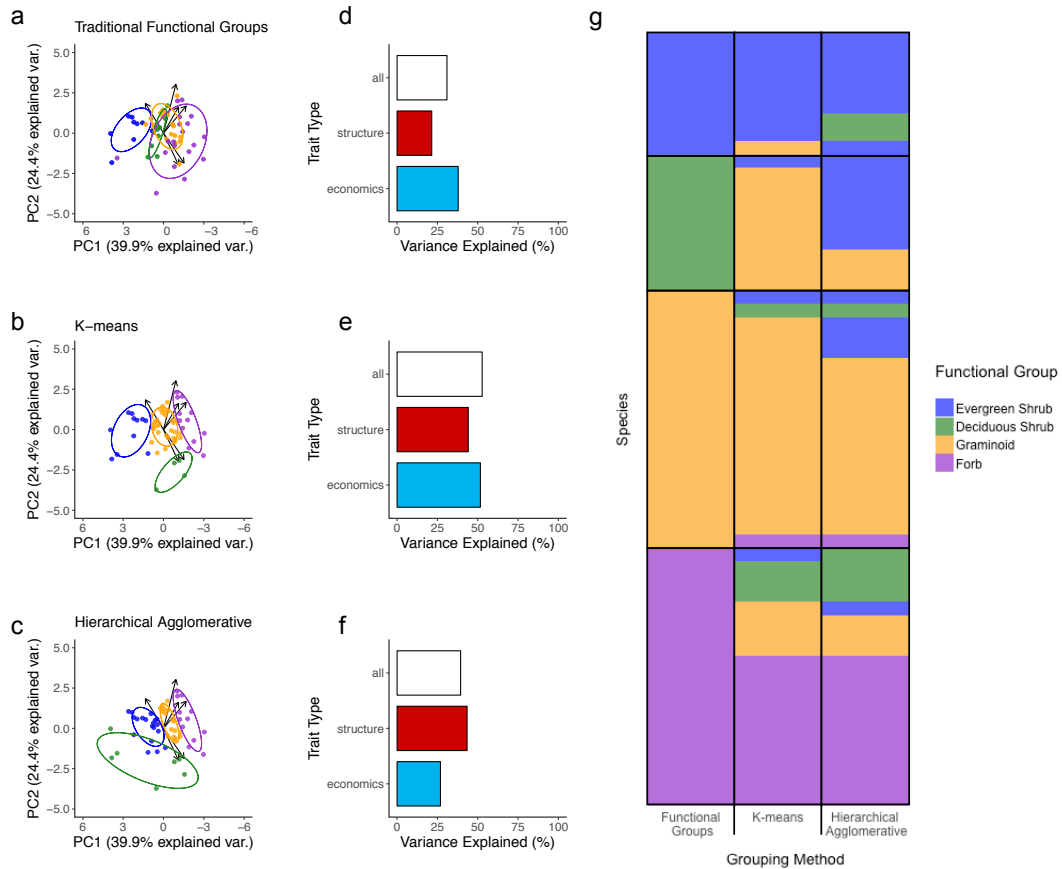 a
Traditional Functional Groups
PC2 (24.4% explained var.)
5.0
2.5
0.0
−2.5
−5.0
6
3
0
−3
−6
PC1 (39.9% explained var.)
b
K−means
PC2 (24.4% explained var.)
5.0
2.5
0.0
−2.5
−5.0
6
3
0
−3
−6
PC1 (39.9% explained var.)
c
Hierarchical Agglomerative
PC2 (24.4% explained var.)
5.0
2.5
0.0
−2.5
−5.0
6
3
0
−3
−6
PC1 (39.9% explained var.)
d
Trait Type
all
structure
economics
0
25
50
75
100
Variance Explained (%)
e
Trait Type
all
structure
economics
0
25
50
75
100
Variance Explained (%)
f
Trait Type
all
structure
economics
0
25
50
75
100
Variance Explained (%)
g
Species
Functional
Groups
K-means
Hierarchical
Agglomerative
Grouping Method
Functional Group
Evergreen Shrub
Deciduous Shrub
Graminoid
Forb